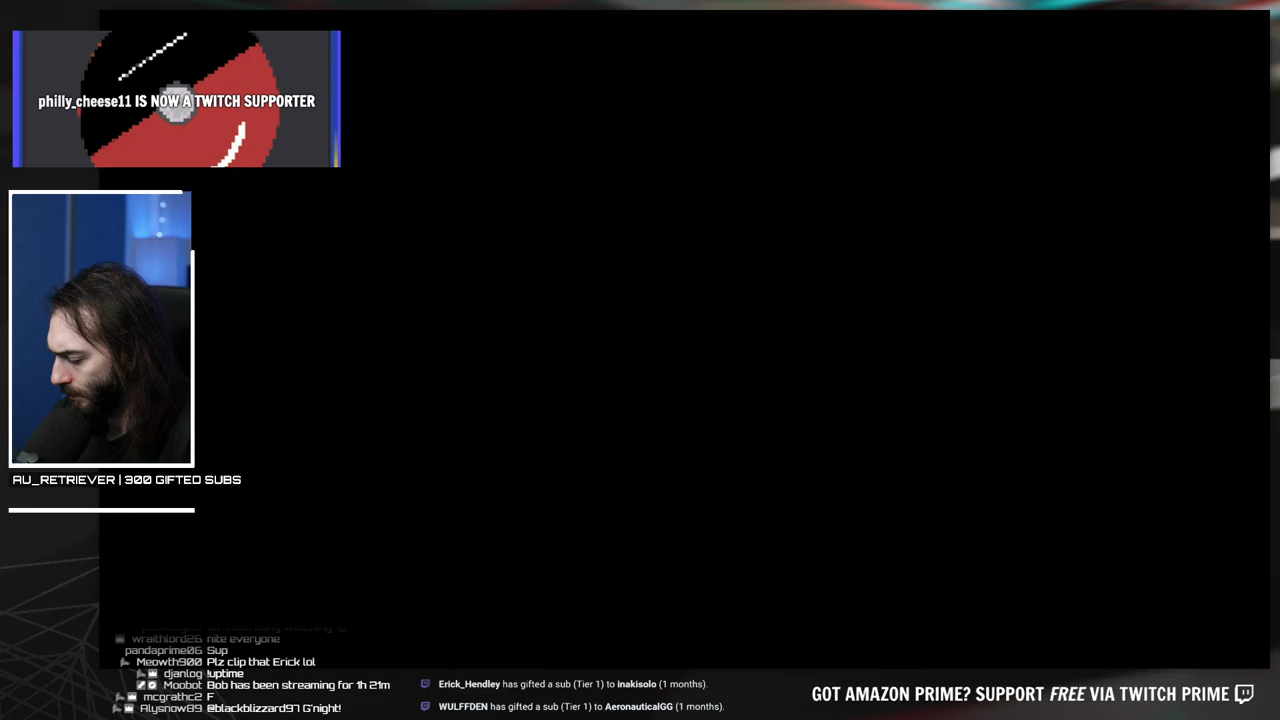 philly_cheese11 IS NOW A TWITCH SUPPORTER
AU_RETRIEVER | 300 GIFTED SUBS
wraithlord26 nite everyone
pandaprime06 Sup
Meowth900 Plz clip that Erick lol
djanlog !uptime
Moobot Bob has been streaming for 1h 21m
mcgrathc2 F
Alysnow89 @blackblizzard97 G'night!
Erick_Hendley has gifted a sub (Tier 1) to inakisolo (1 months).
WULFFDEN has gifted a sub (Tier 1) to AeronauticalGG (1 months).
GOT AMAZON PRIME? SUPPORT FREE VIA TWITCH PRIME